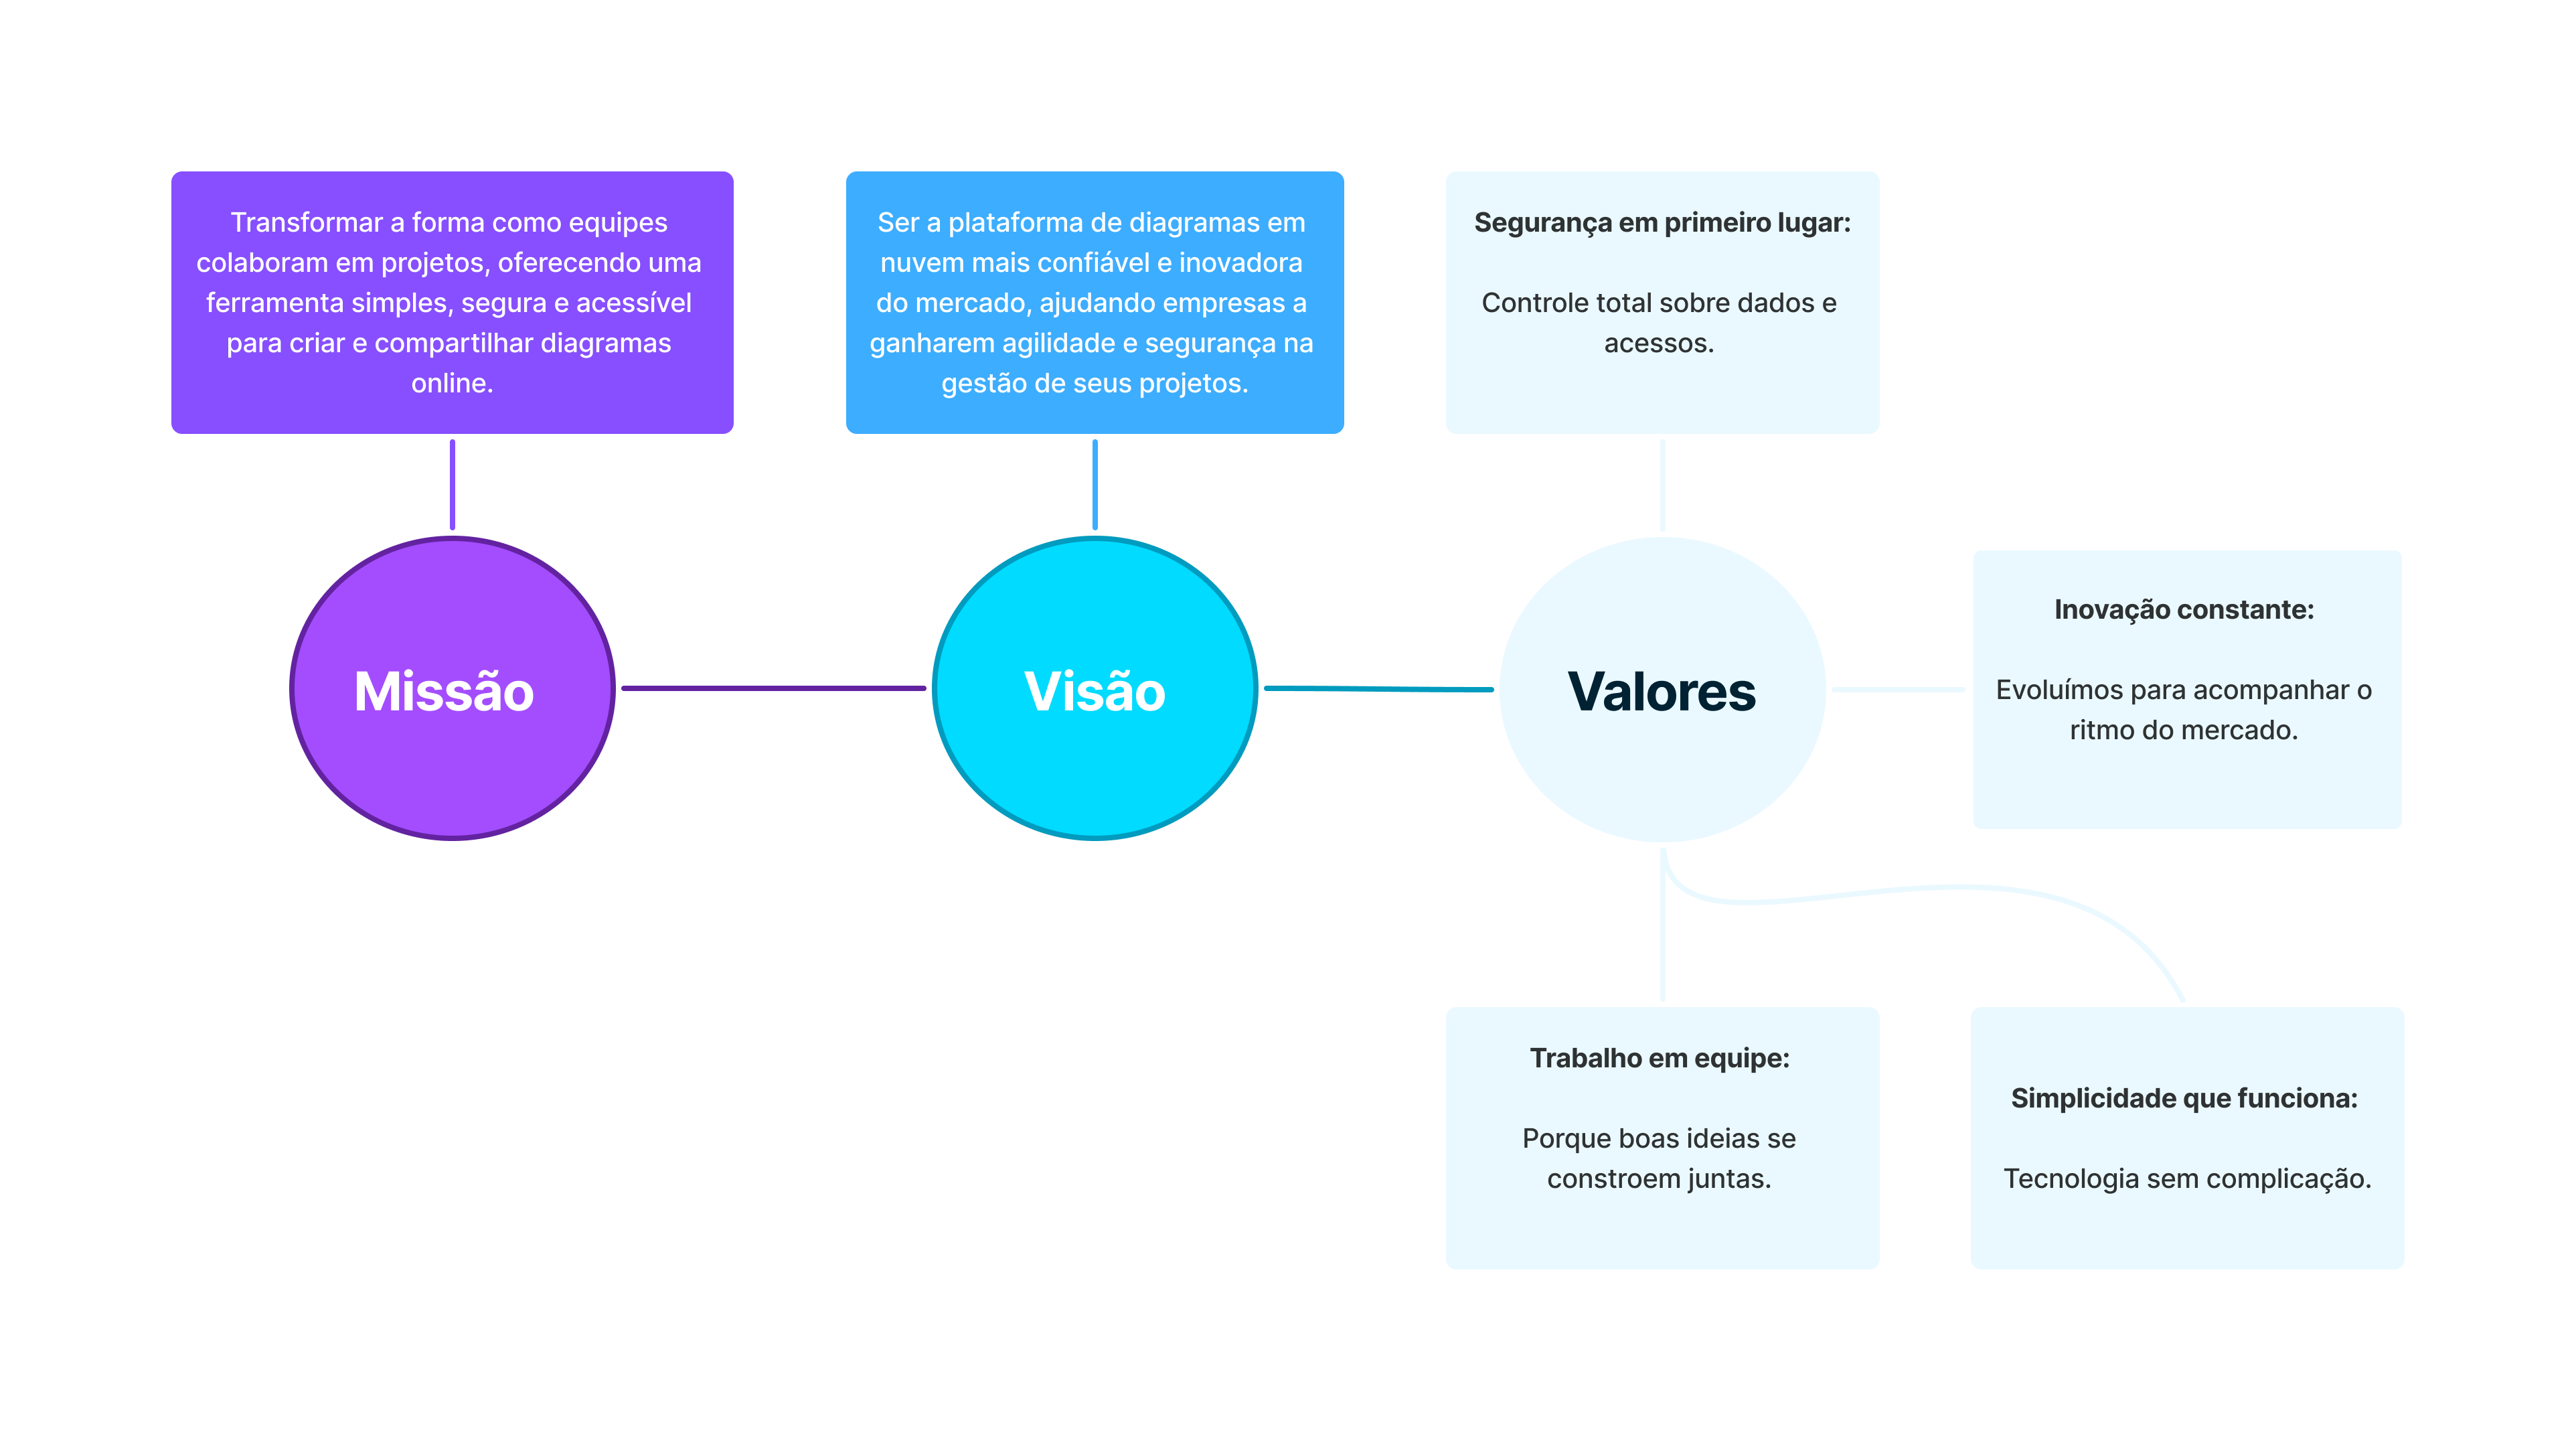 Transformar a forma como equipes
colaboram em projetos, oferecendo uma
ferramenta simples, segura e acessível
para criar e compartilhar diagramas
online.
Ser a plataforma de diagramas em
nuvem mais confiável e inovadora
do mercado, ajudando empresas a
ganharem agilidade e segurança na
gestão de seus projetos.
Segurança em primeiro lugar:
Controle total sobre dados e
acessos.
Missão
Visão
Valores
Inovação constante:
Evoluímos para acompanhar o
ritmo do mercado.
Trabalho em equipe:
Porque boas ideias se
constroem juntas.
Simplicidade que funciona:
Tecnologia sem complicação.